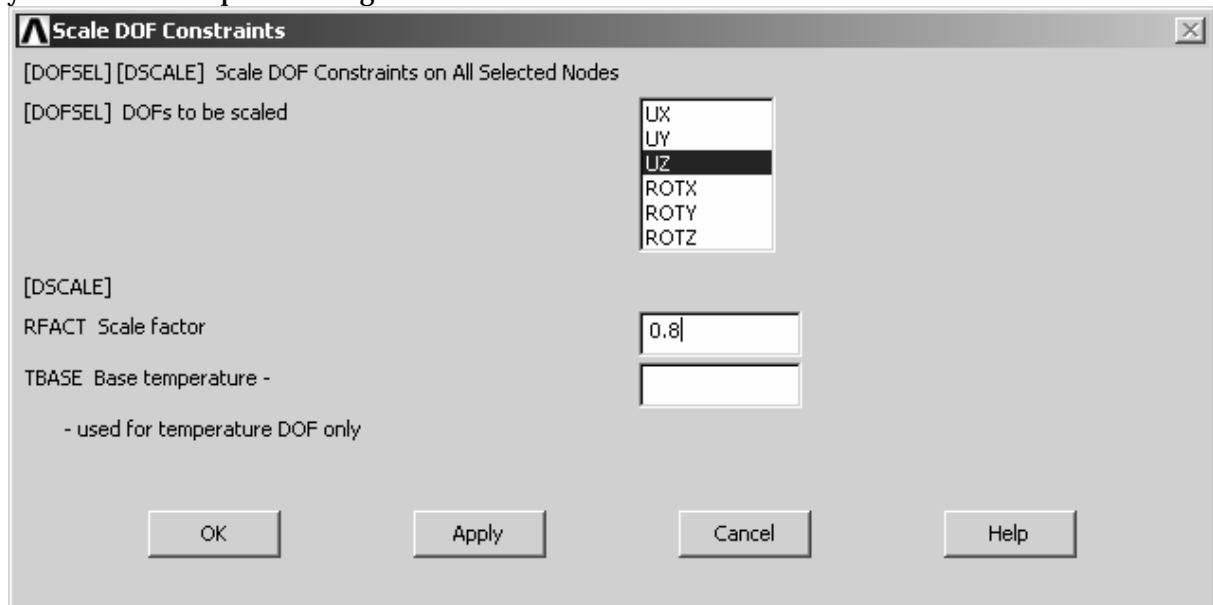 Scale DOF Constraints
[DOFSEL] [DSCALE] Scale DOF Constraints on All Selected Nodes
[DOFSEL] DOFs to be scaled
UX
UY
UZ
ROTX
ROTY
ROTZ
[DSCALE]
RFACT Scale factor
0.8
TBASE Base temperature -
- used for temperature DOF only
OK
Apply
Cancel
Help